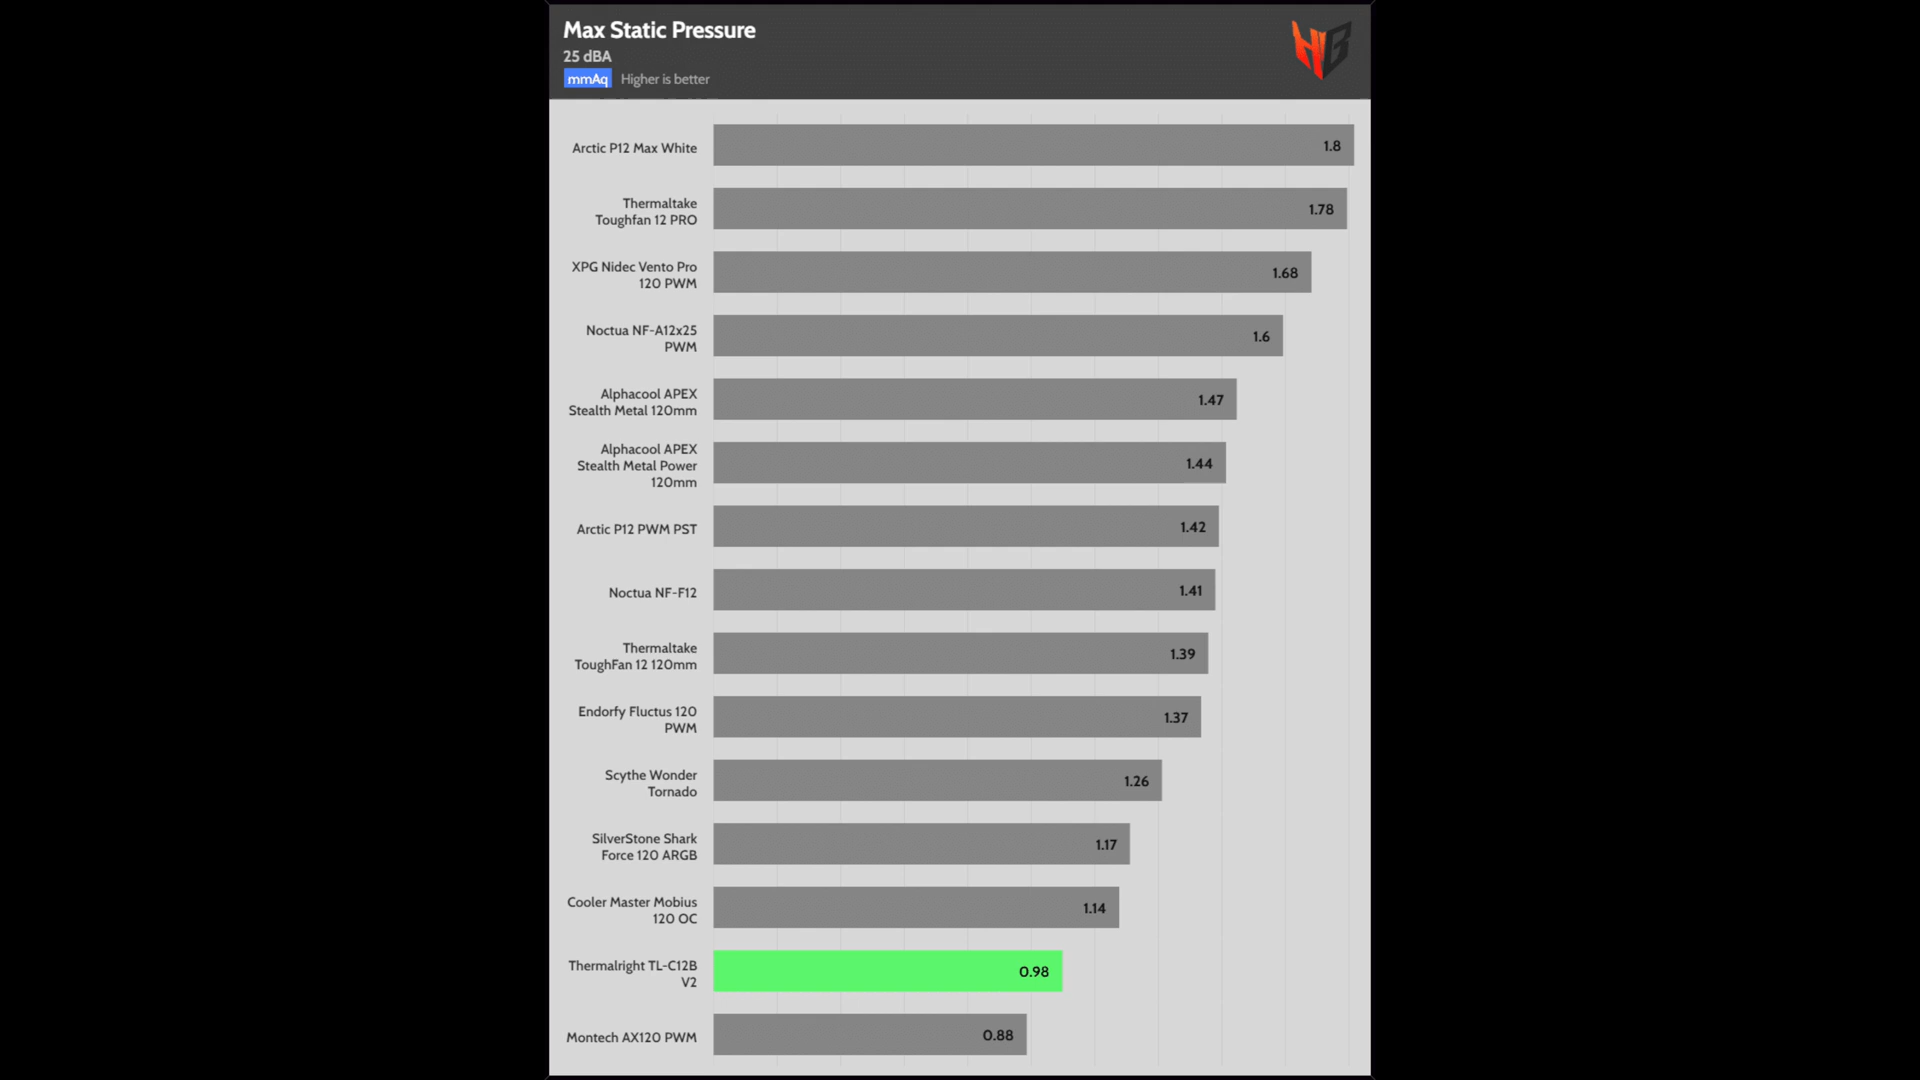 Max Static Pressure
25 dBA
mmAq Higher is better
Arctic P12 Max White 1.8
Thermaltake
Toughfan 12 PRO
1.78
XPG Nidec Vento Pro
120 PWM
1.68
Noctua NF-A12x25
PWM
1.6
Alphacool APEX
Stealth Metal 120mm
1.47
Alphacool APEX
Stealth Metal Power
120mm
1.44
Arctic P12 PWM PST 1.42
Noctua NF-F12 1.41
Thermaltake
ToughFan 12 120mm
1.39
Endorfy Fluctus 120
PWM
1.37
Scythe Wonder
Tornado
1.26
SilverStone Shark
Force 120 ARGB
1.17
Cooler Master Mobius
120 OC
1.14
Thermalright TL-C12B
V2
0.98
Montech AX120 PWM 0.88